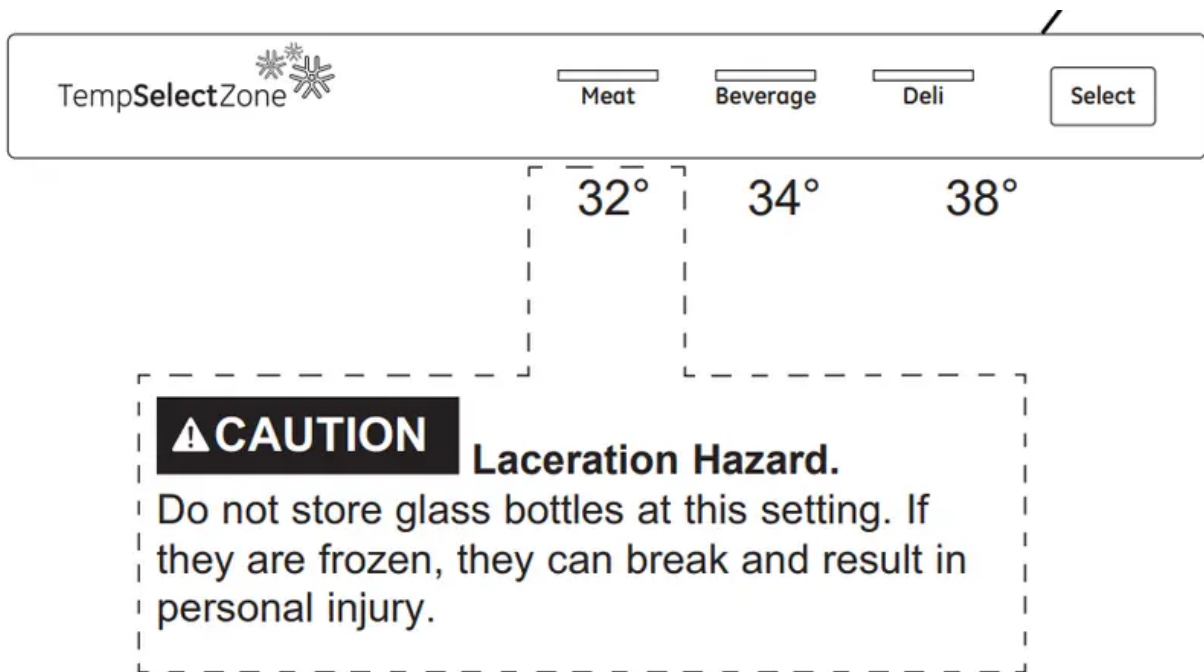 TempSelectZone
Meat Beverage Deli Select
32° 34° 38°
CAUTION Laceration Hazard.
Do not store glass bottles at this setting. If
they are frozen, they can break and result in
personal injury.